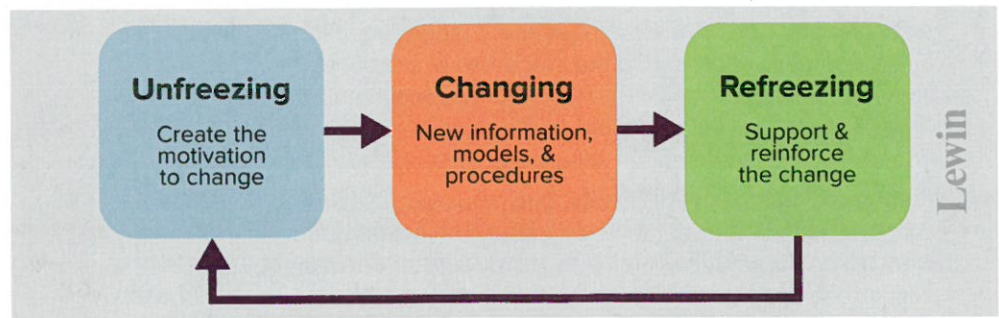 Unfreezing
Create the
motivation
to change
Changing
New information,
models, &
procedures
Refreezing
Support &
reinforce
the change
Lewin